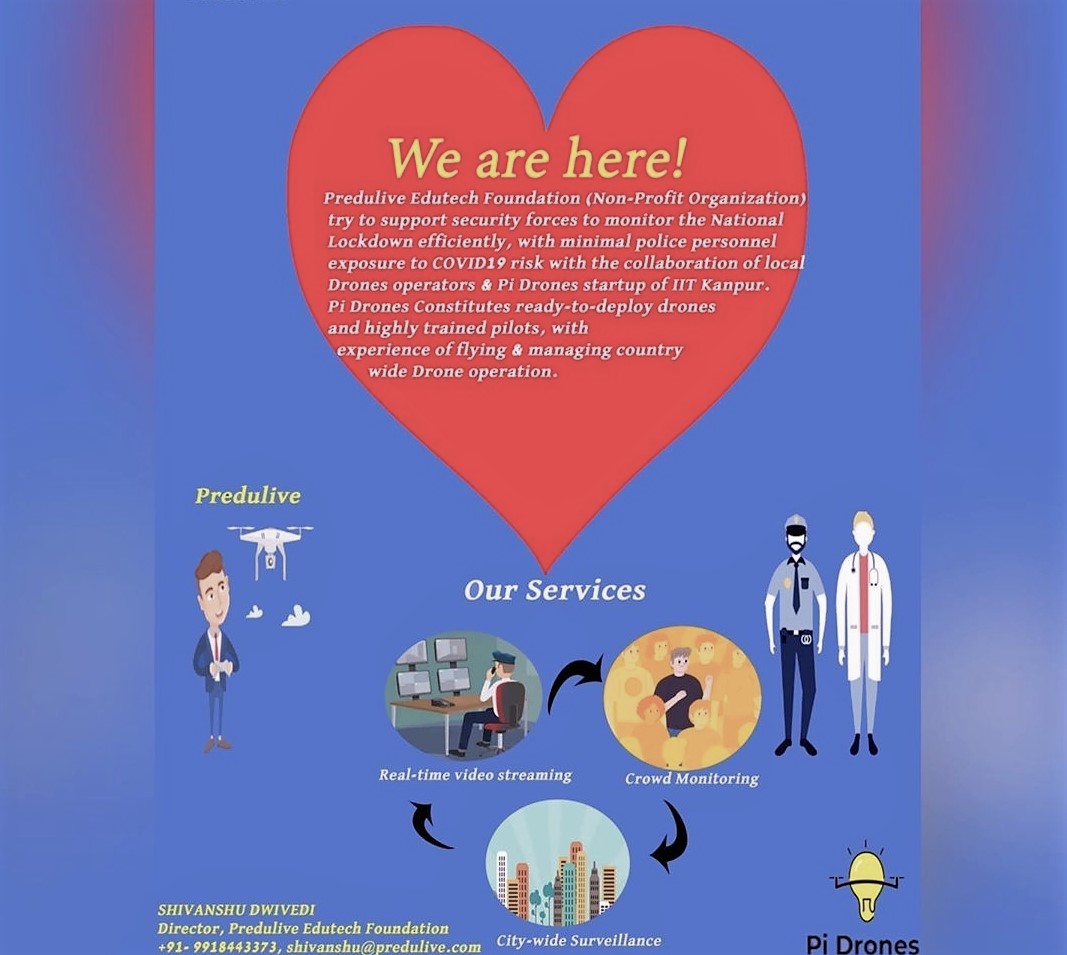 We are here!
Predulive Edutech Foundation (Non-Profit Organization)
try to support security forces to monitor the National
Lockdown efficiently, with minimal police personnel
exposure to COVID19 risk with the collaboration of local
Drones operators & Pi Drones startup of IIT Kanpur.
Pi Drones Constitutes ready-to-deploy drones
and highly trained pilots, with
experience of flying & managing country
wide Drone operation.
Predulive
Our Services
Real-time video streaming
Crowd Monitoring
City-wide Surveillance
SHIVANSHU DWIVEDI
Director, Predulive Edutech Foundation
+91- 9918443373, shivanshu@predulive.com
Pi Drones